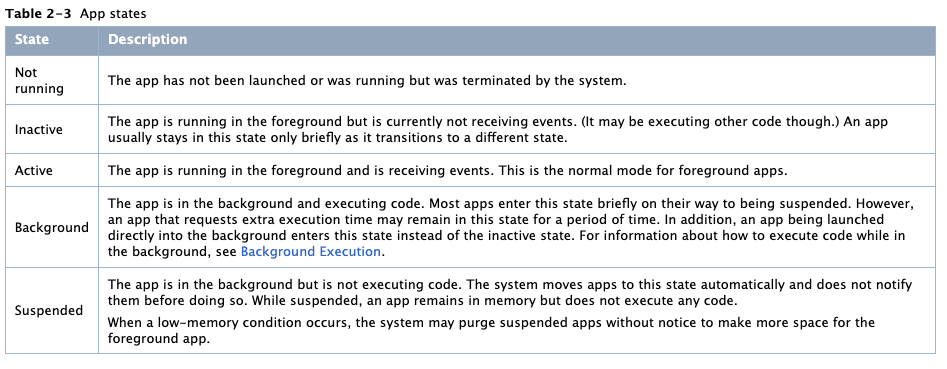 Table 2-3 App states
State Description
Not
running
The app has not been launched or was running but was terminated by the system.
Inactive
The app is running in the foreground but is currently not receiving events. (It may be executing other code though.) An app
usually stays in this state only briefly as it transitions to a different state.
Active
The app is running in the foreground and is receiving events. This is the normal mode for foreground apps.
Background
The app is in the background and executing code. Most apps enter this state briefly on their way to being suspended. However,
an app that requests extra execution time may remain in this state for a period of time. In addition, an app being launched
directly into the background enters this state instead of the inactive state. For information about how to execute code while in
the background, see Background Execution.
Suspended
The app is in the background but is not executing code. The system moves apps to this state automatically and does not notify
them before doing so. While suspended, an app remains in memory but does not execute any code.
When a low-memory condition occurs, the system may purge suspended apps without notice to make more space for the
foreground app.